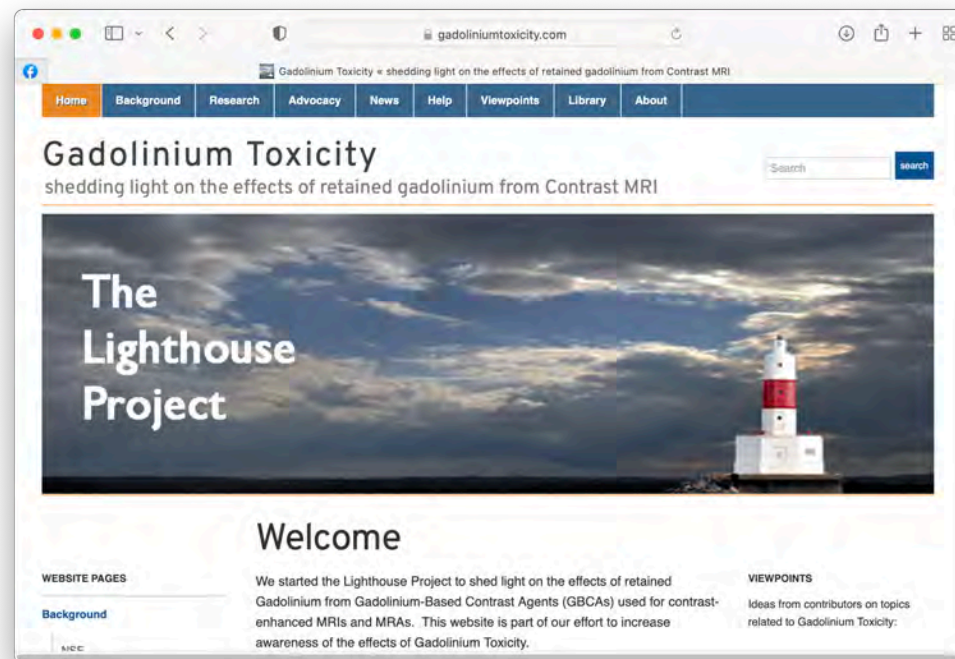 gadoliniumtoxicity.com
Gadolinium Toxicity « shedding light on the effects of retained gadolinium from Contrast MRI
Home Background Research Advocacy News Help Viewpoints Library About
Gadolinium Toxicity
shedding light on the effects of retained gadolinium from Contrast MRI
Search search
The
Lighthouse
Project
Welcome
WEBSITE PAGES
Background
NSF
We started the Lighthouse Project to shed light on the effects of retained
Gadolinium from Gadolinium-Based Contrast Agents (GBCAs) used for contrast-
enhanced MRIs and MRAs. This website is part of our effort to increase
awareness of the effects of Gadolinium Toxicity.
VIEWPOINTS
Ideas from contributors on topics
related to Gadolinium Toxicity: